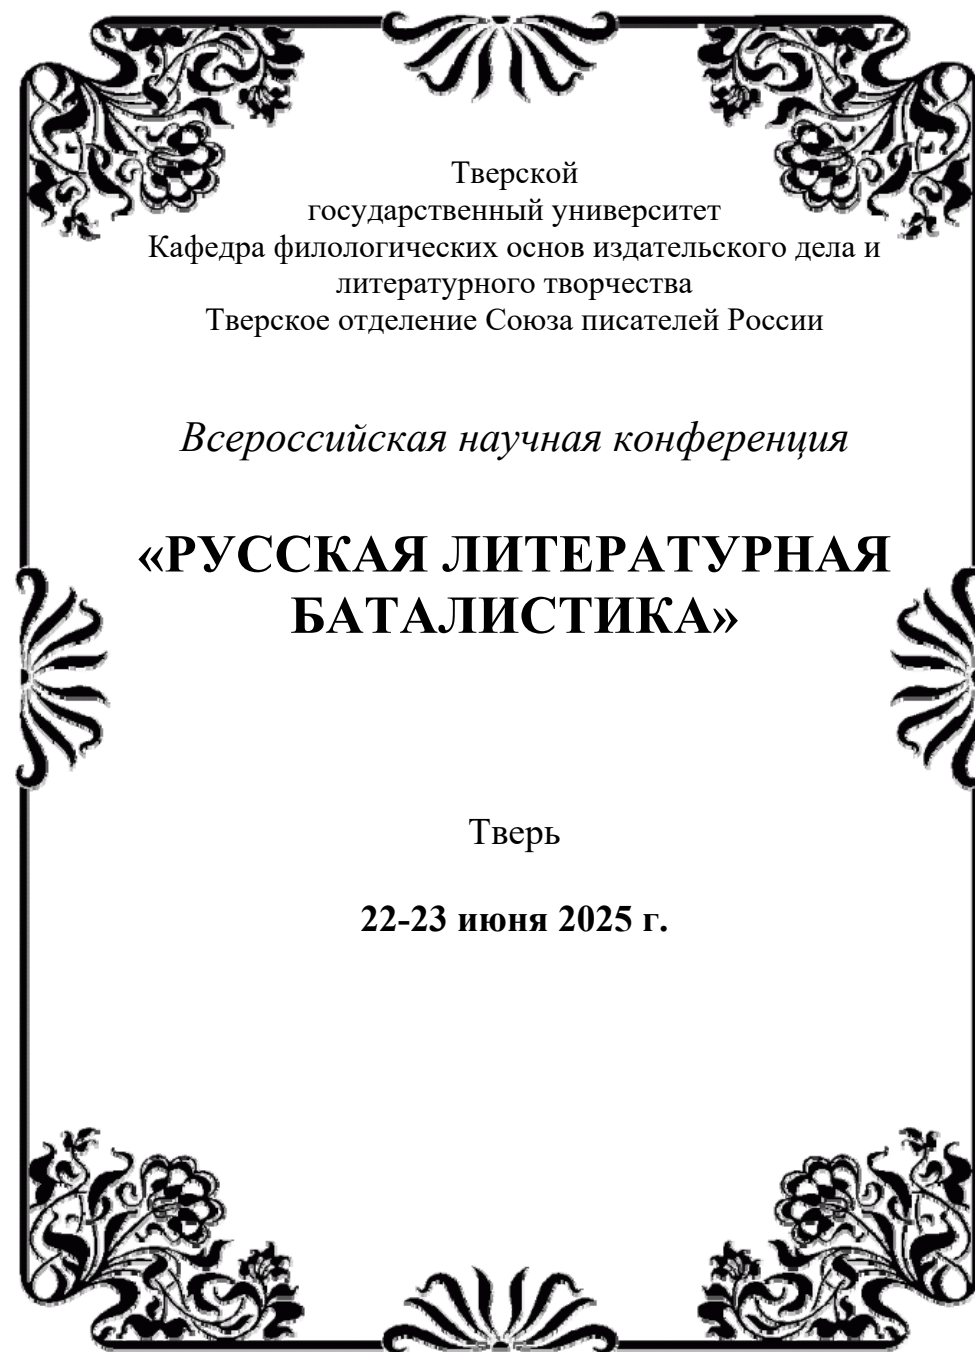 Тверской
государственный университет
Кафедра филологических основ издательского дела и
литературного творчества
Тверское отделение Союза писателей России
Всероссийская научная конференция
«РУССКАЯ ЛИТЕРАТУРНАЯ
БАТАЛИСТИКА»
Тверь
22-23 июня 2025 г.